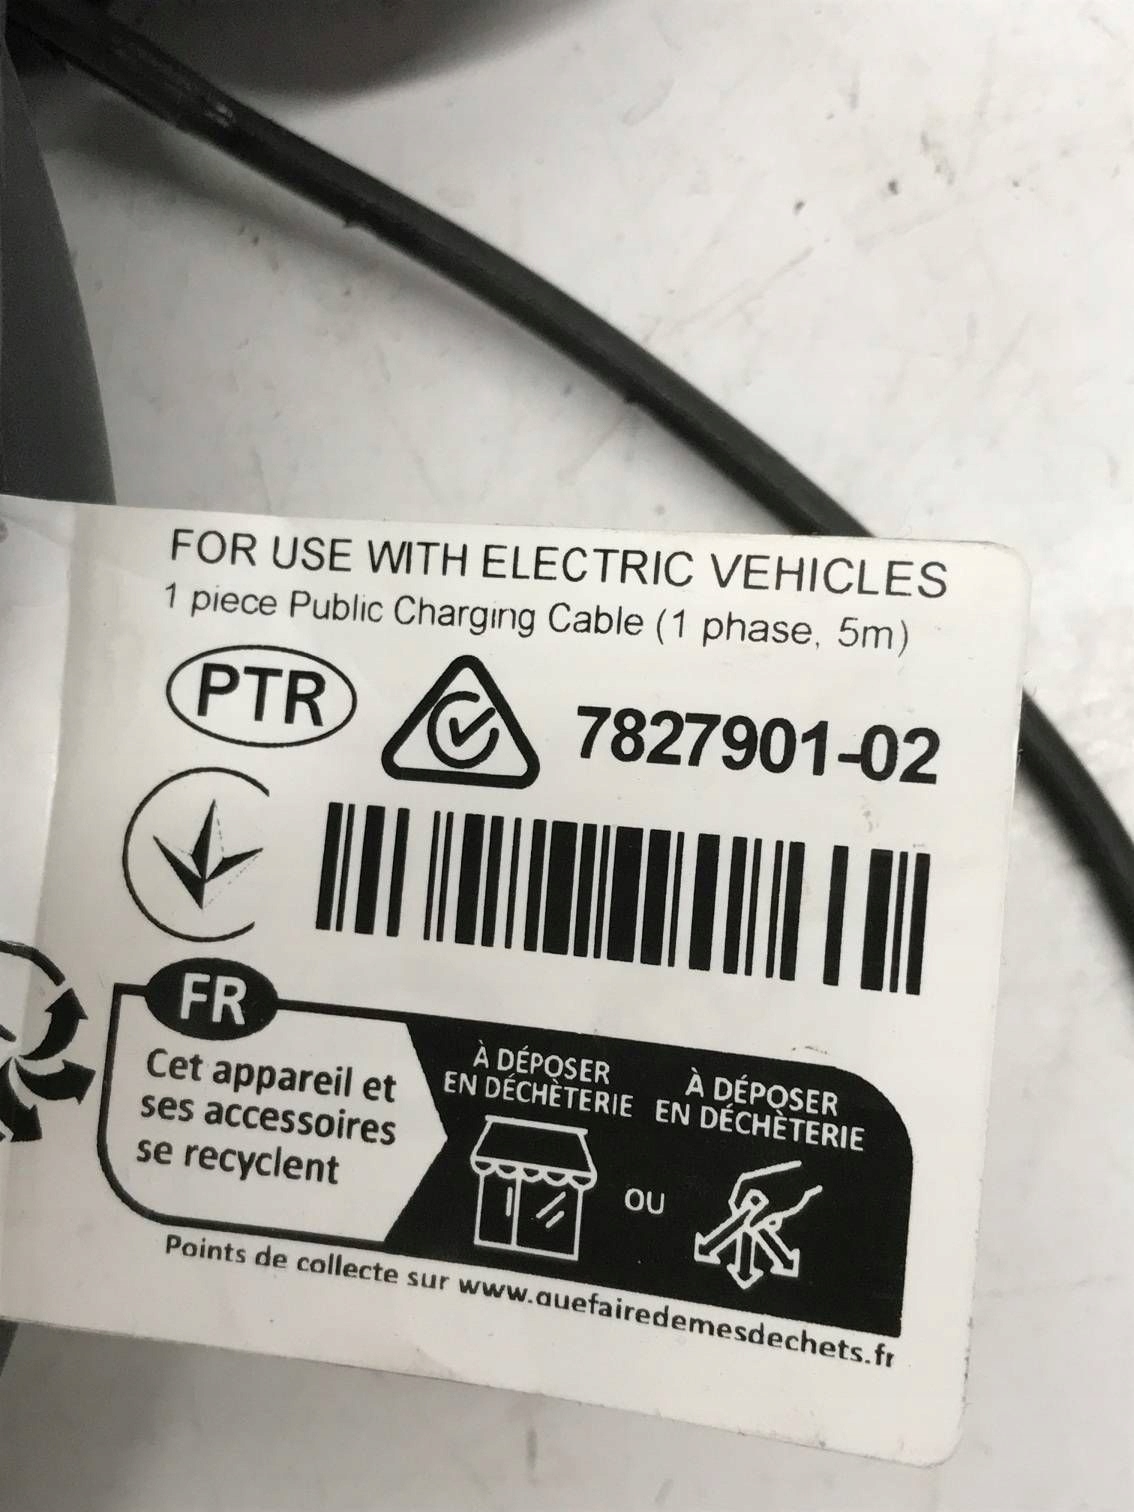 FOR USE WITH ELECTRIC VEHICLES
1 piece Public Charging Cable (1 phase, 5m)
PTR
7827901-02
FR
Cet appareil et
ses accessoires
se recyclent
À DÉPOSER
EN DÉCHÈTERIE
OU
À DÉPOSER
EN DÉCHÈTERIE
Points de collecte sur www.quefairedemesdechets.fr